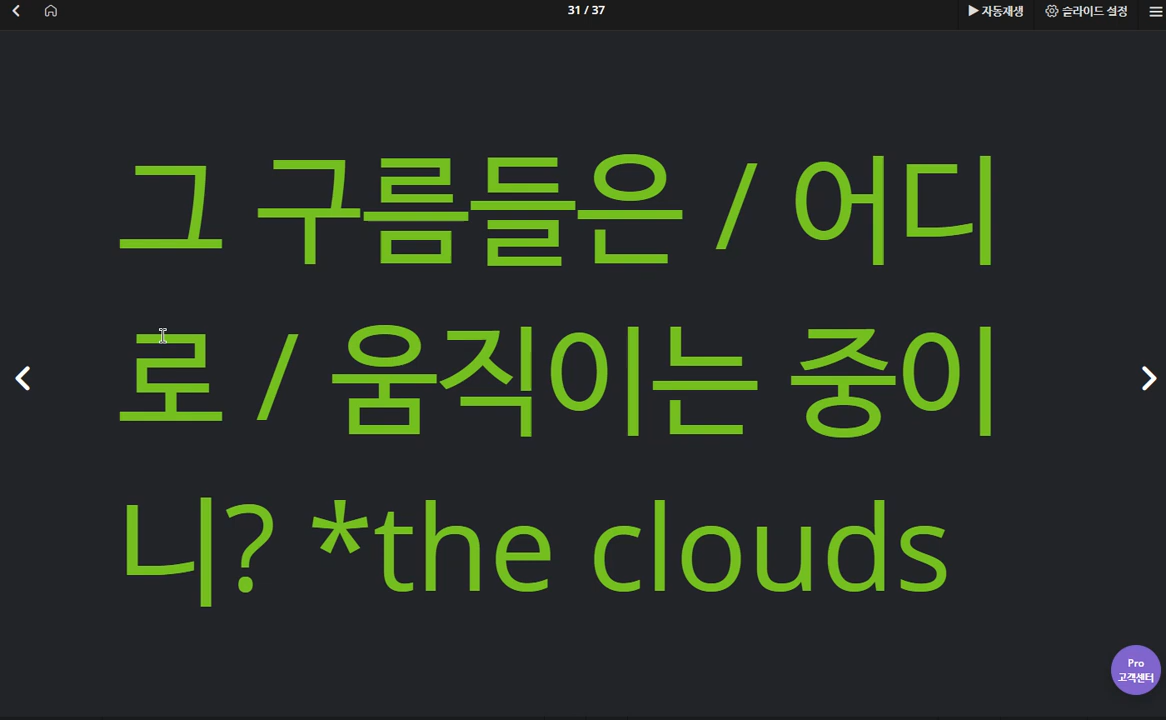 31 / 37
▶ 자동재생
슬라이드 설정
그 구름들은 / 어디
로 / 움직이는 중이
니? *the clouds
Pro
고객센터